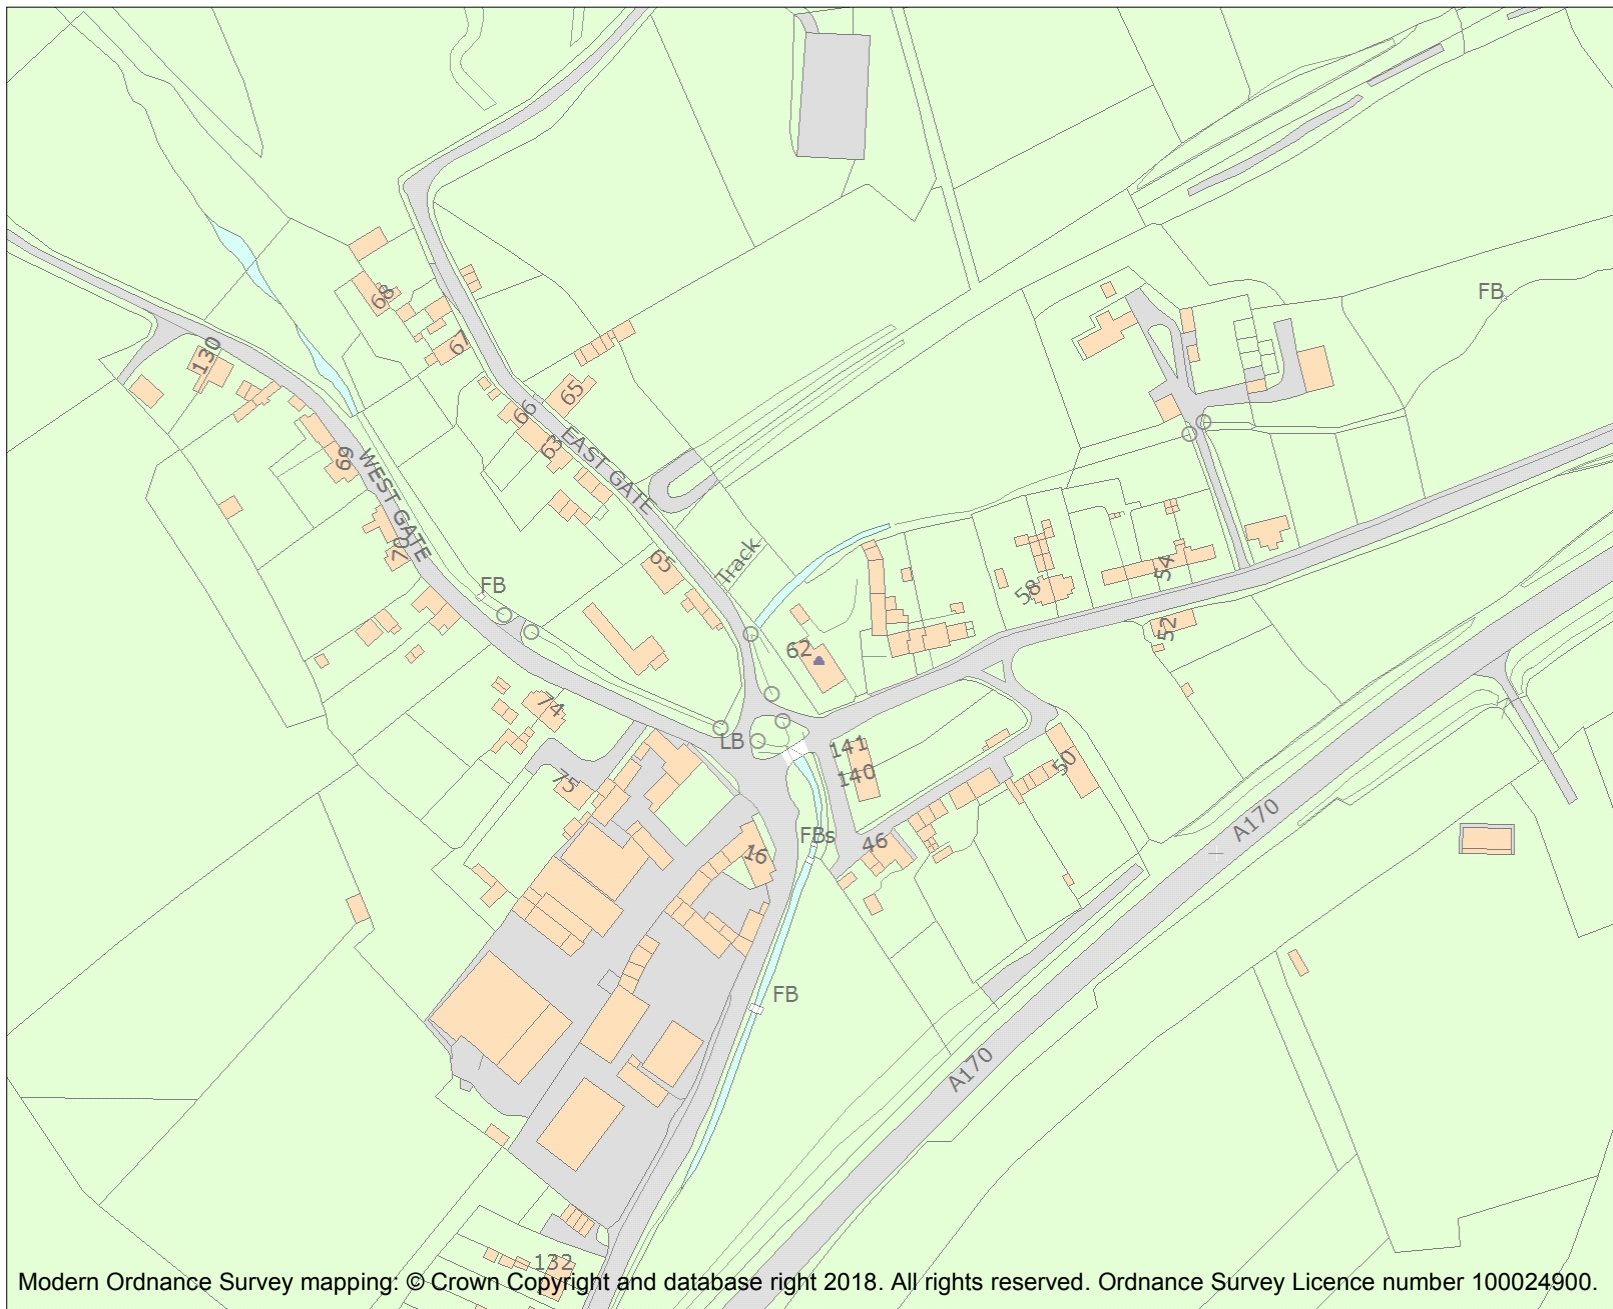 FB
68
130
67
65
66
63
EAST GATE
69
WEST GATE
70
Track
65
FB
54
58
52
62
74
LB
141
140
50
75
A170
FBs
46
16
FB
A170
132
Modern Ordnance Survey mapping: © Crown Copyright and database right 2018. All rights reserved. Ordnance Survey Licence number 100024900.